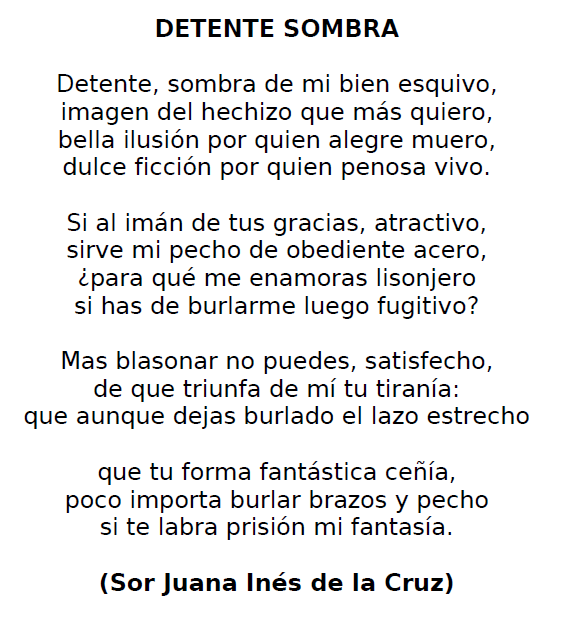 DETENTE SOMBRA
Detente, sombra de mi bien esquivo,
imagen del hechizo que más quiero,
bella ilusión por quien alegre muero,
dulce ficción por quien penosa vivo.
Si al imán de tus gracias, atractivo,
sirve mi pecho de obediente acero,
¿para qué me enamoras lisonjero
si has de burlarme luego fugitivo?
Mas blasonar no puedes, satisfecho,
de que triunfa de mí tu tiranía:
que aunque dejas burlado el lazo estrecho
que tu forma fantástica ceñía,
poco importa burlar brazos y pecho
si te labra prisión mi fantasía.
(Sor Juana Inés de la Cruz)